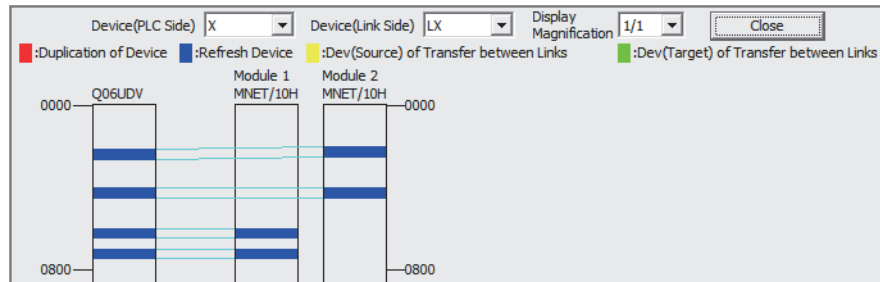 Device(PLC Side) X Device(Link Side) LX Display Magnification 1/1 Close
:Duplication of Device :Refresh Device :Dev(Source) of Transfer between Links :Dev(Target) of Transfer between Links
Module 1 Module 2
Q06UDV MNET/10H MNET/10H
0000 0000
0800 0800